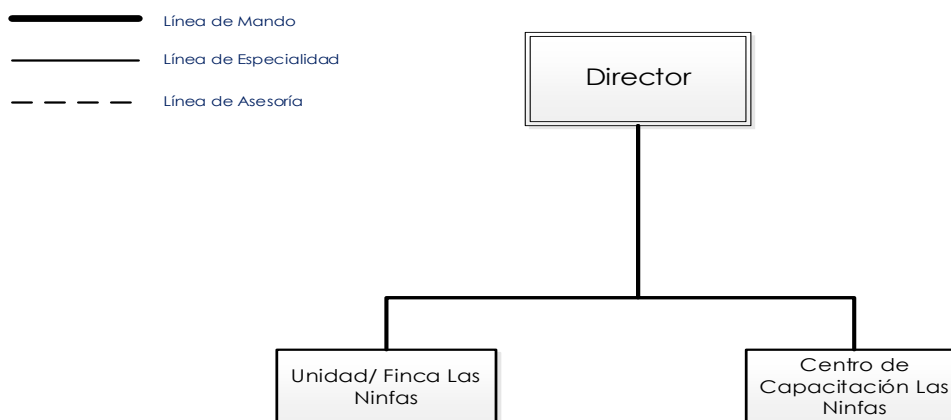 Línea de Mando
Línea de Especialidad
Línea de Asesoría
Director
Unidad/ Finca Las
Ninfas
Centro de
Capacitación Las
Ninfas